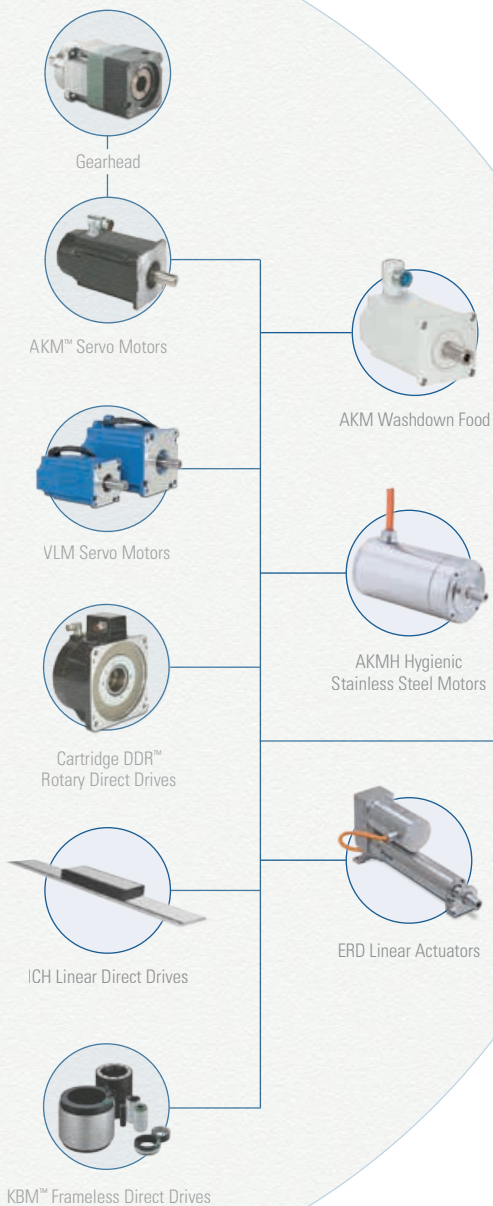 Gearhead
AKM™ Servo Motors
AKM Washdown Food
VLM Servo Motors
AKMH Hygienic
Stainless Steel Motors
Cartridge DDR™
Rotary Direct Drives
ICH Linear Direct Drives
ERD Linear Actuators
KBM™ Frameless Direct Drives